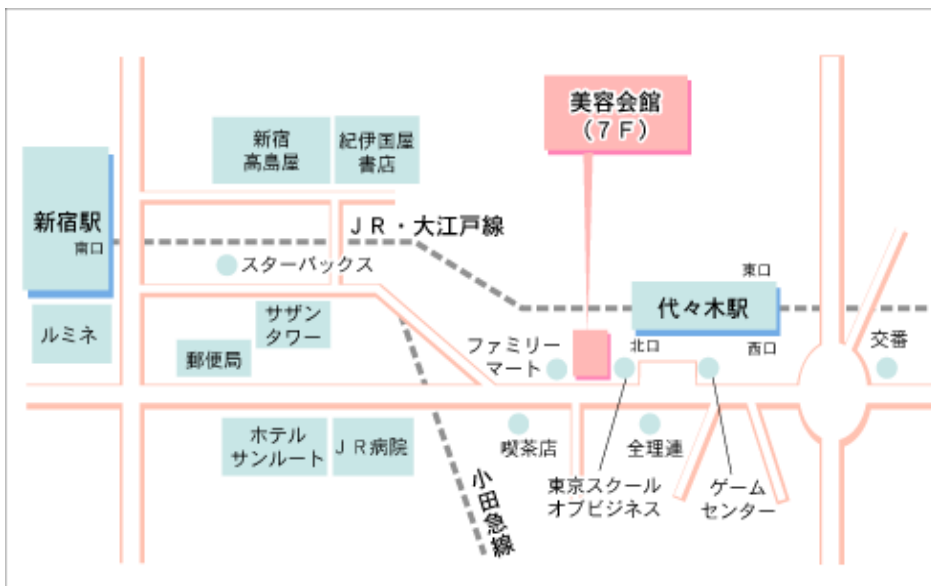 美容会館
（７Ｆ）
新宿
高島屋
紀伊国屋
書店
新宿駅
南口
ＪＲ・大江戸線
スターバックス
東口
代々木駅
ルミネ
サザン
タワー
郵便局
ファミリー
マート
北口
西口
交番
ホテル
サンルート
ＪＲ病院
喫茶店
全理連
小田急線
東京スクール
オブビジネス
ゲーム
センター